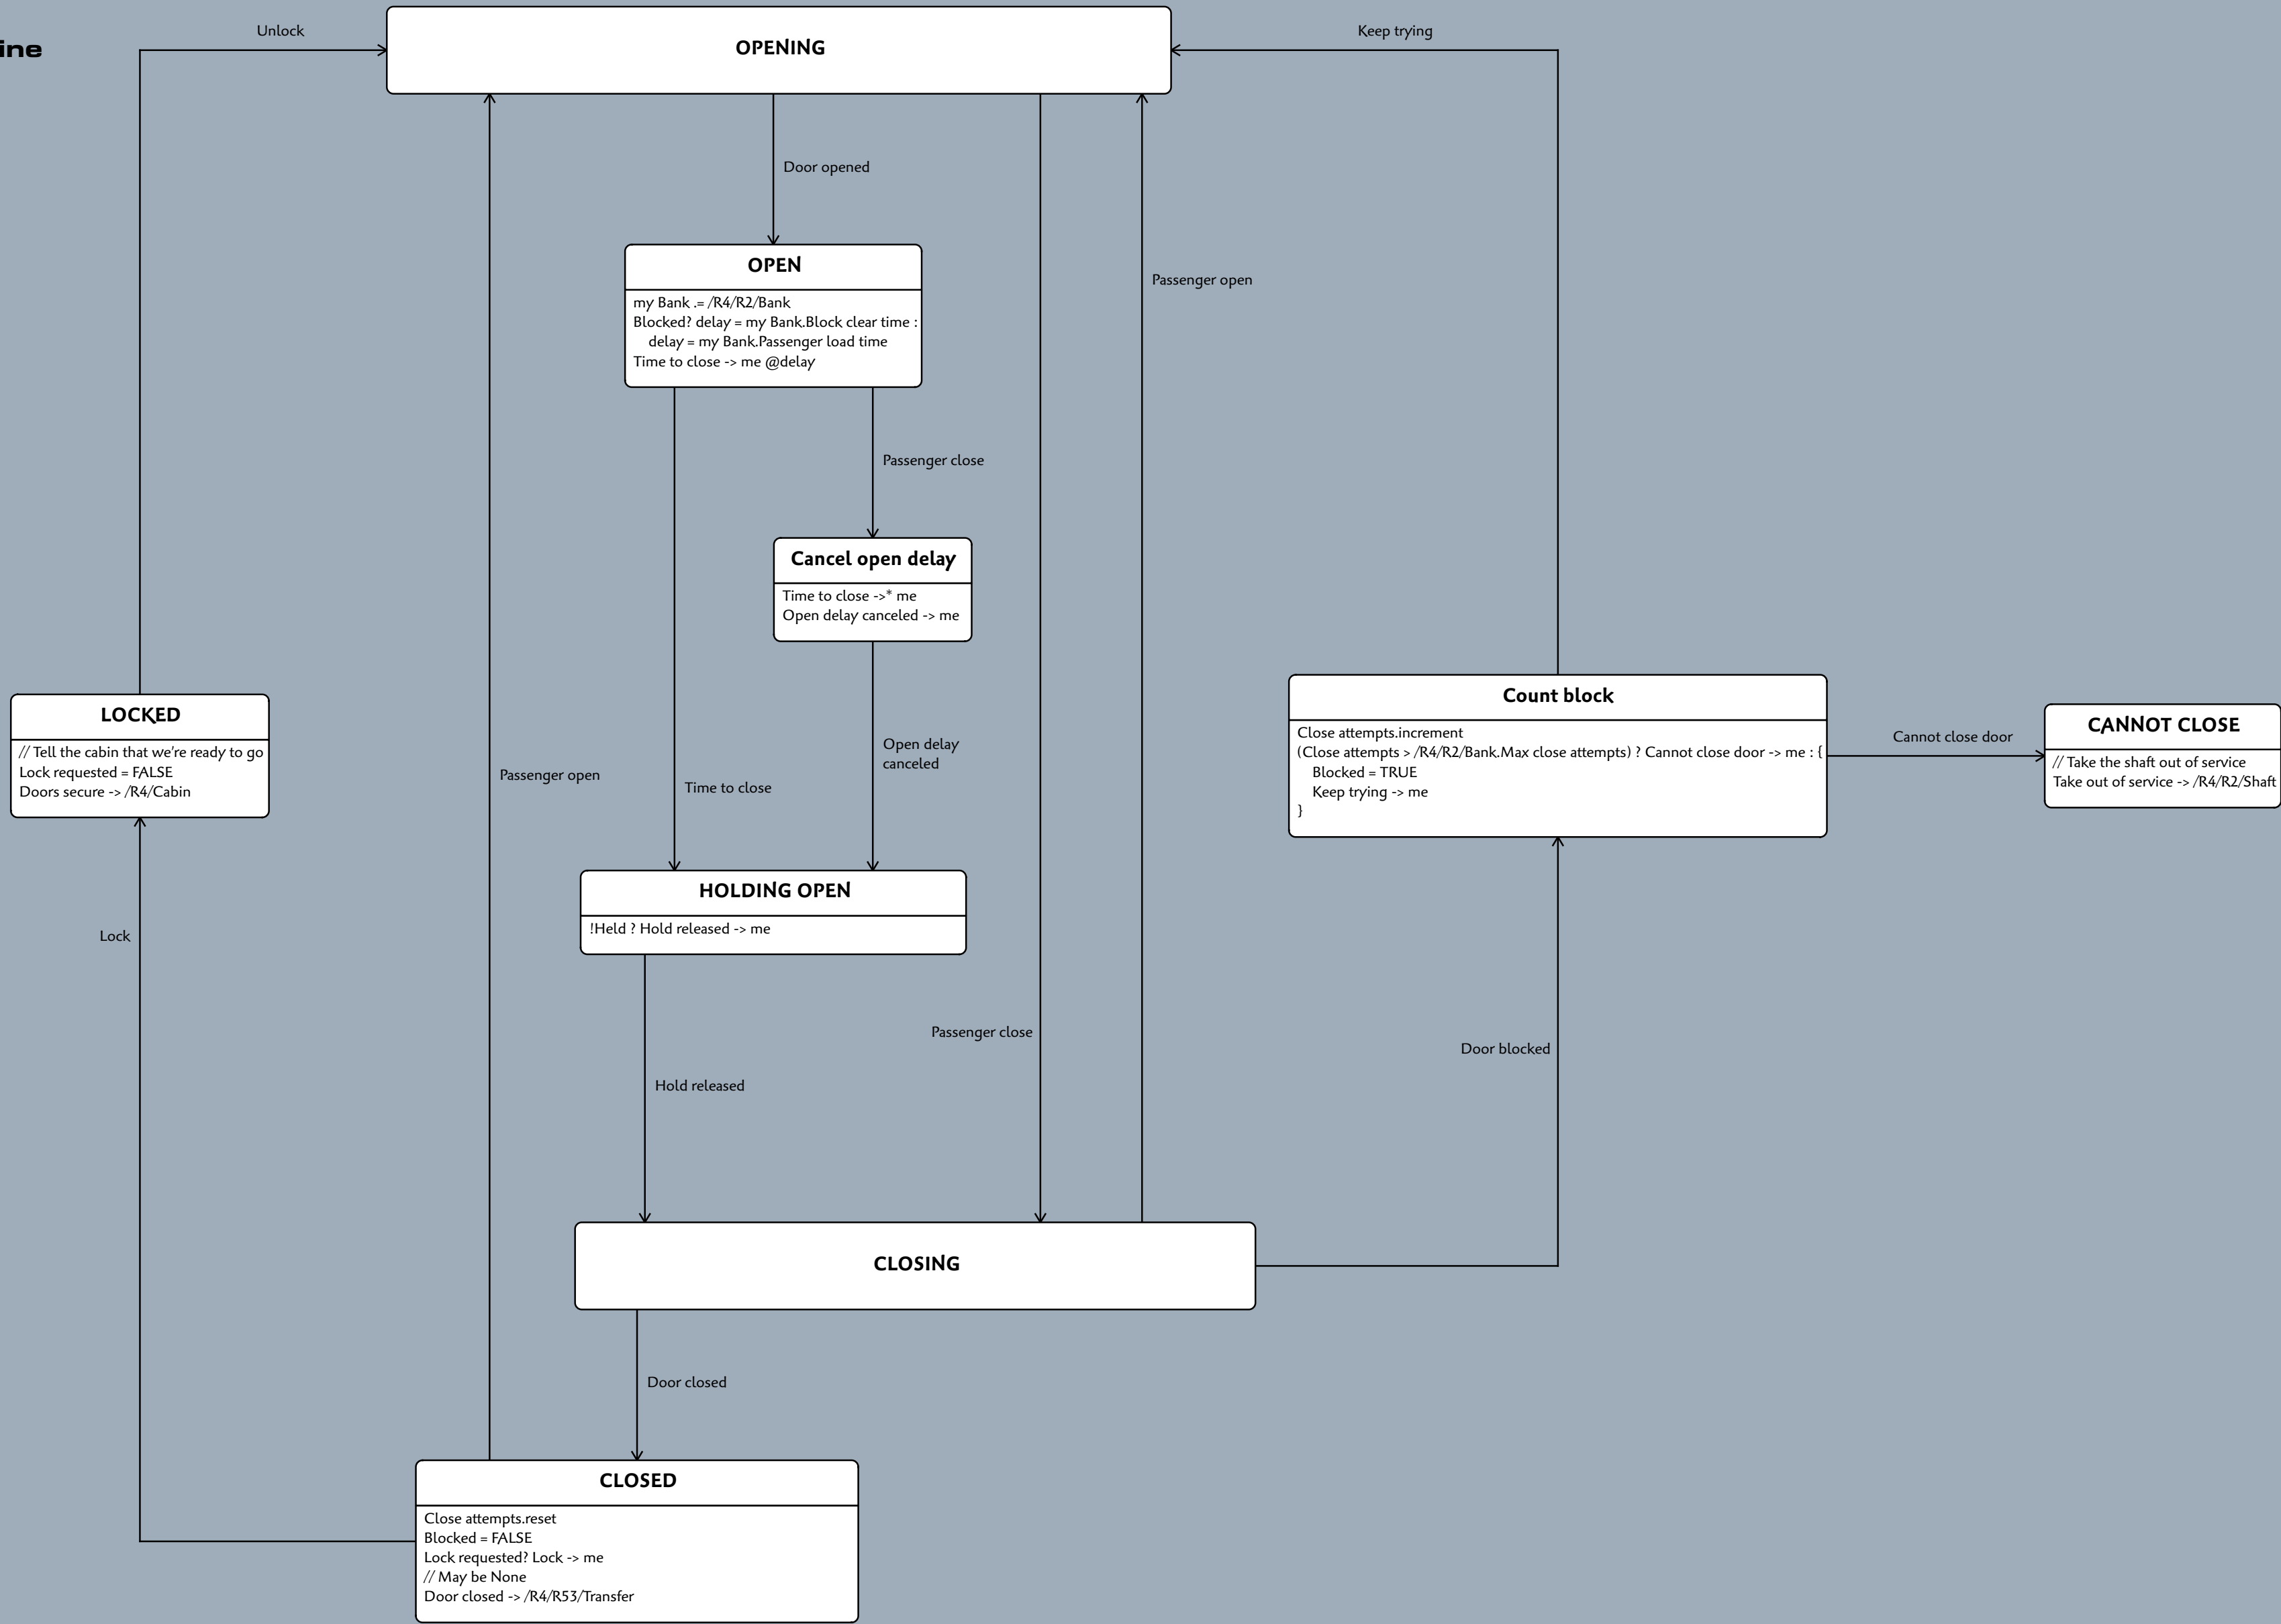 ine
Unlock
OPENING
Keep trying
Door opened
OPEN
my Bank .= /R4/R2/Bank
Blocked? delay = my Bank.Block clear time :
delay = my Bank.Passenger load time
Time to close -> me @delay
Passenger open
Passenger close
Cancel open delay
Time to close ->* me
Open delay canceled -> me
LOCKED
// Tell the cabin that we're ready to go
Lock requested = FALSE
Doors secure -> /R4/Cabin
Passenger open
Time to close
Open delay
canceled
Count block
Close attempts.increment
(Close attempts > /R4/R2/Bank.Max close attempts) ? Cannot close door -> me : {
Blocked = TRUE
Keep trying -> me
}
Cannot close door
CANNOT CLOSE
// Take the shaft out of service
Take out of service -> /R4/R2/Shaft
HOLDING OPEN
!Held ? Hold released -> me
Lock
Passenger close
Door blocked
Hold released
CLOSING
Door closed
CLOSED
Close attempts.reset
Blocked = FALSE
Lock requested? Lock -> me
// May be None
Door closed -> /R4/R53/Transfer